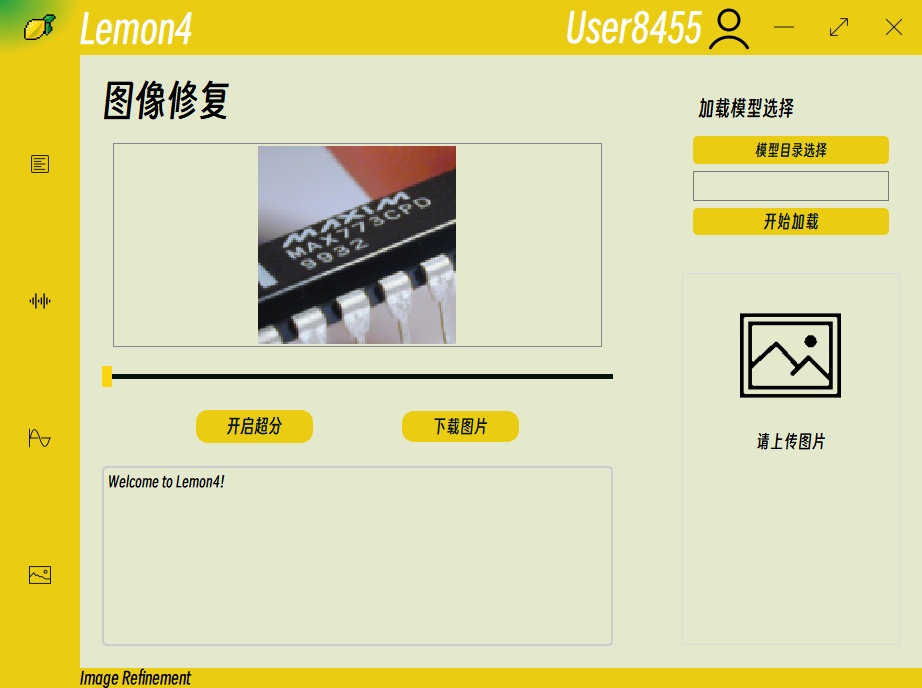 Lemon4
User8455
图像修复
MAXIM
MAX773CPD
9932
开启超分
下载图片
Welcome to Lemon4!
加载模型选择
模型目录选择
开始加载
请上传图片
Image Refinement